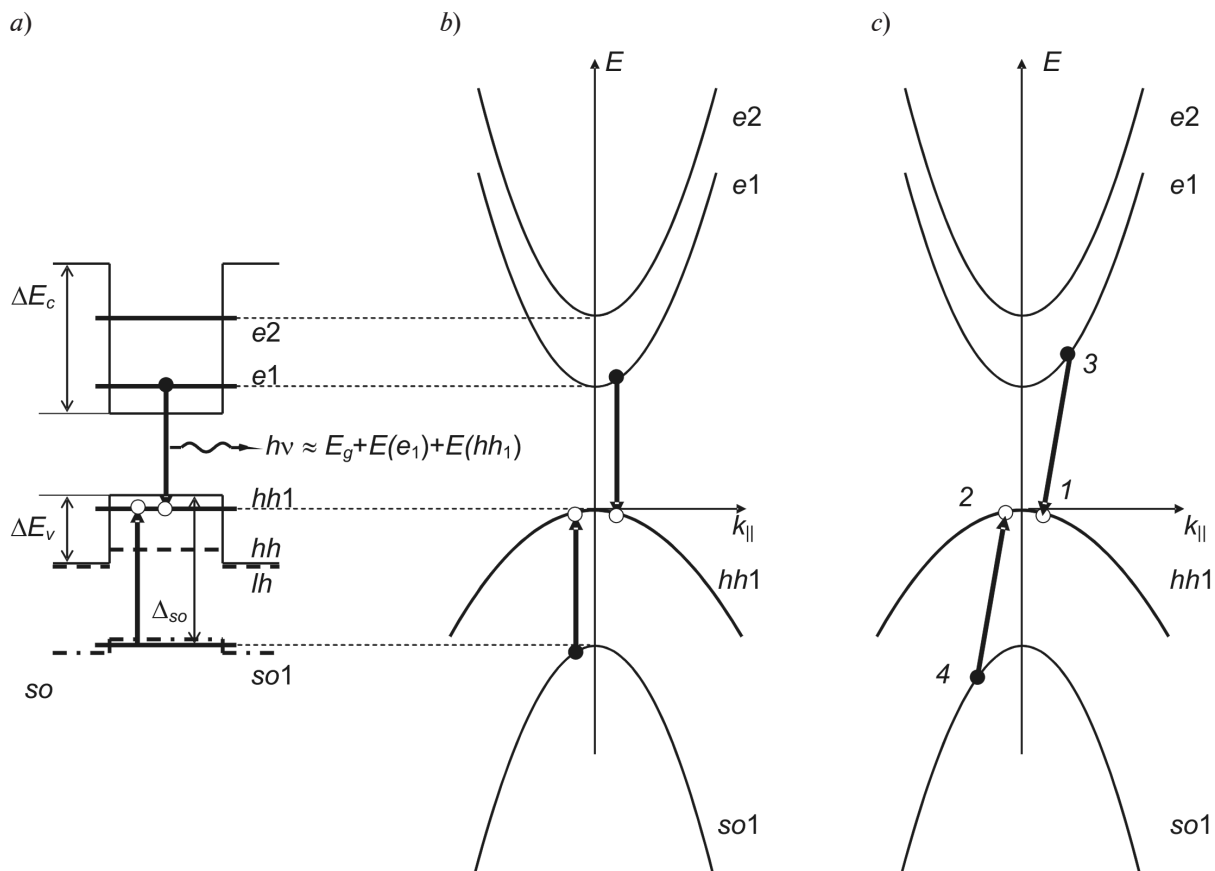 a)
ΔE_c
e2
e1
hν ≈ E_g+E(e_1)+E(hh_1)
ΔE_v
hh1
hh
lh
Δ_so
so
so1
b)
E
e2
e1
k_||
hh1
so1
c)
E
e2
e1
3
2
1
k_||
hh1
4
so1